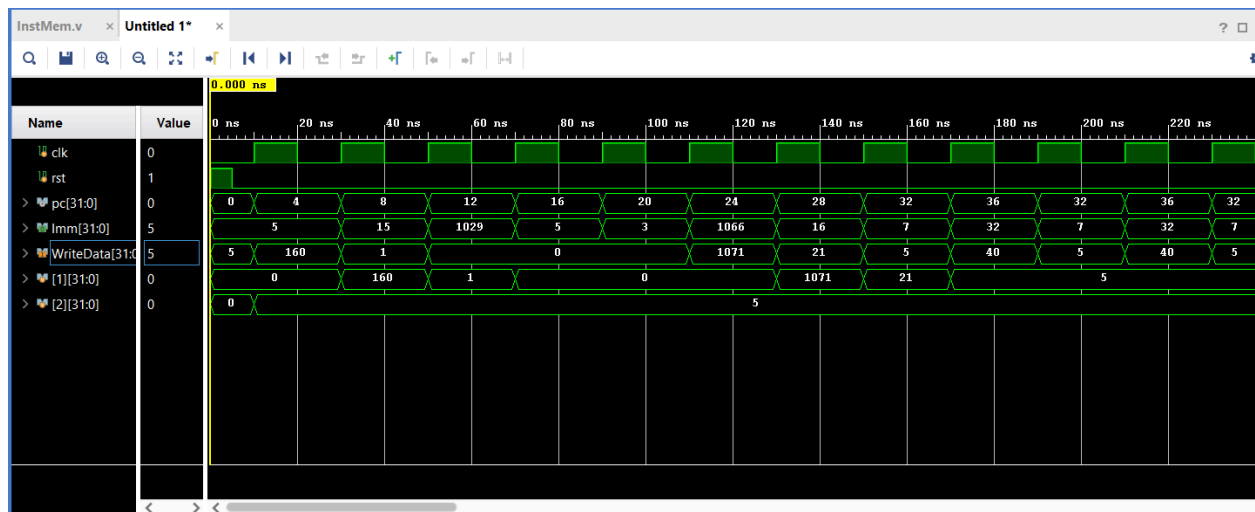 InstMem.v × Untitled 1* × ?
0.000 ns
Name Value 0 ns 20 ns 40 ns 60 ns 80 ns 100 ns 120 ns 140 ns 160 ns 180 ns 200 ns 220 ns
clk 0
rst 1
> pc[31:0] 0 0 4 8 12 16 20 24 28 32 36 32 36 32
> Imm[31:0] 5 5 15 1029 5 3 1066 16 7 32 7 32 7
> WriteData[31:0 5 5 160 1 0 1071 21 5 40 5 40 5
> [1][31:0] 0 0 160 1 0 1071 21 5
> [2][31:0] 0 0 5